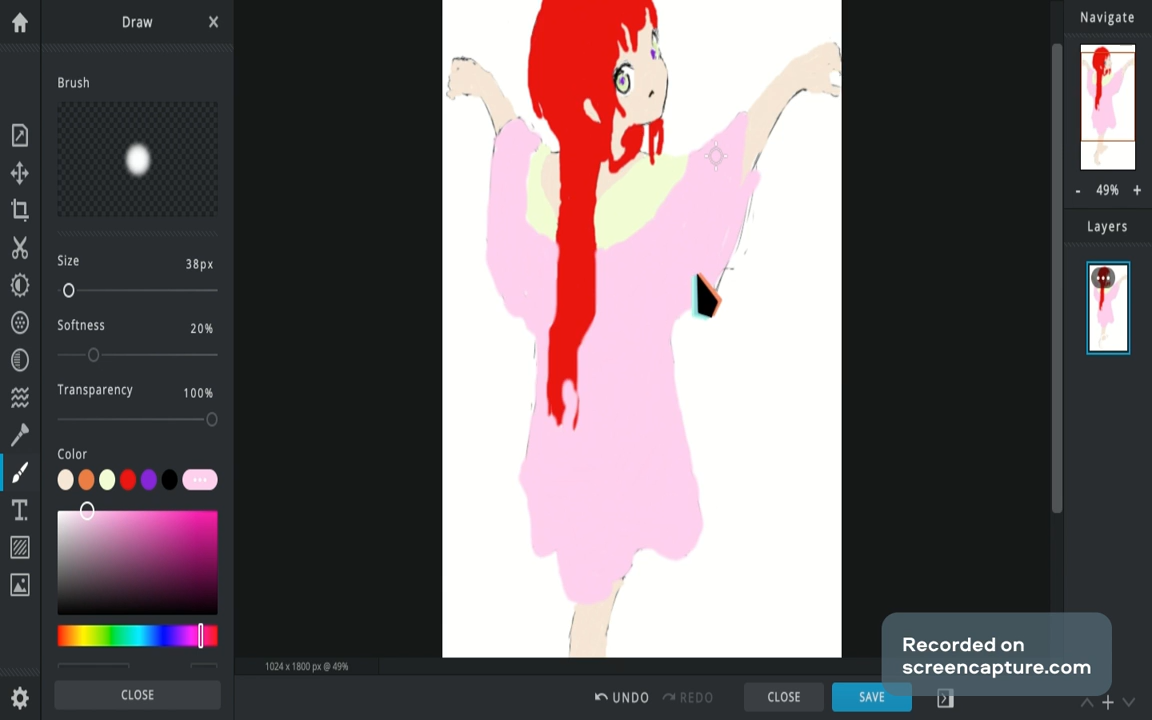 Draw
Navigate
Brush
- 49% +
Layers
Size 38px
Softness 20%
Transparency 100%
Color
1024 x 1800 px @ 49%
CLOSE
UNDO REDO CLOSE SAVE
Recorded on
screencapture.com